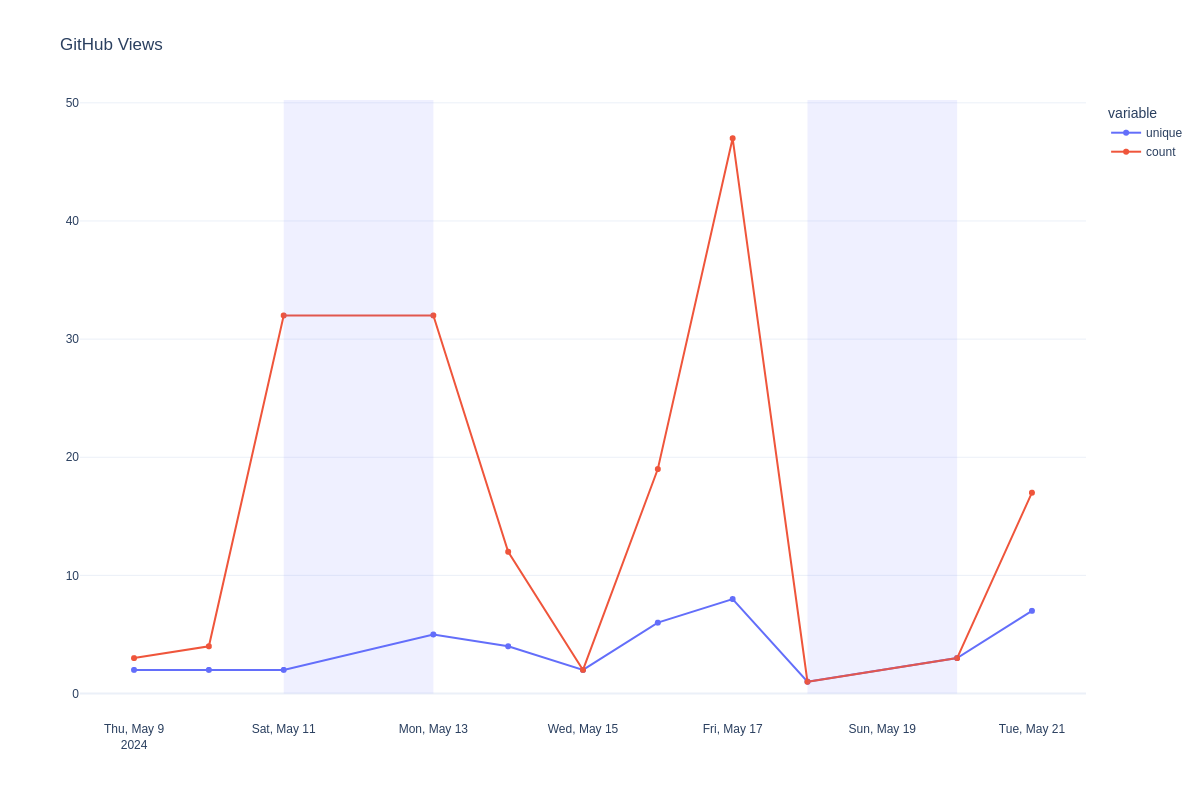 GitHub Views
50
40
30
20
10
0
Thu, May 9
2024
Sat, May 11
Mon, May 13
Wed, May 15
Fri, May 17
Sun, May 19
Tue, May 21
variable
unique
count